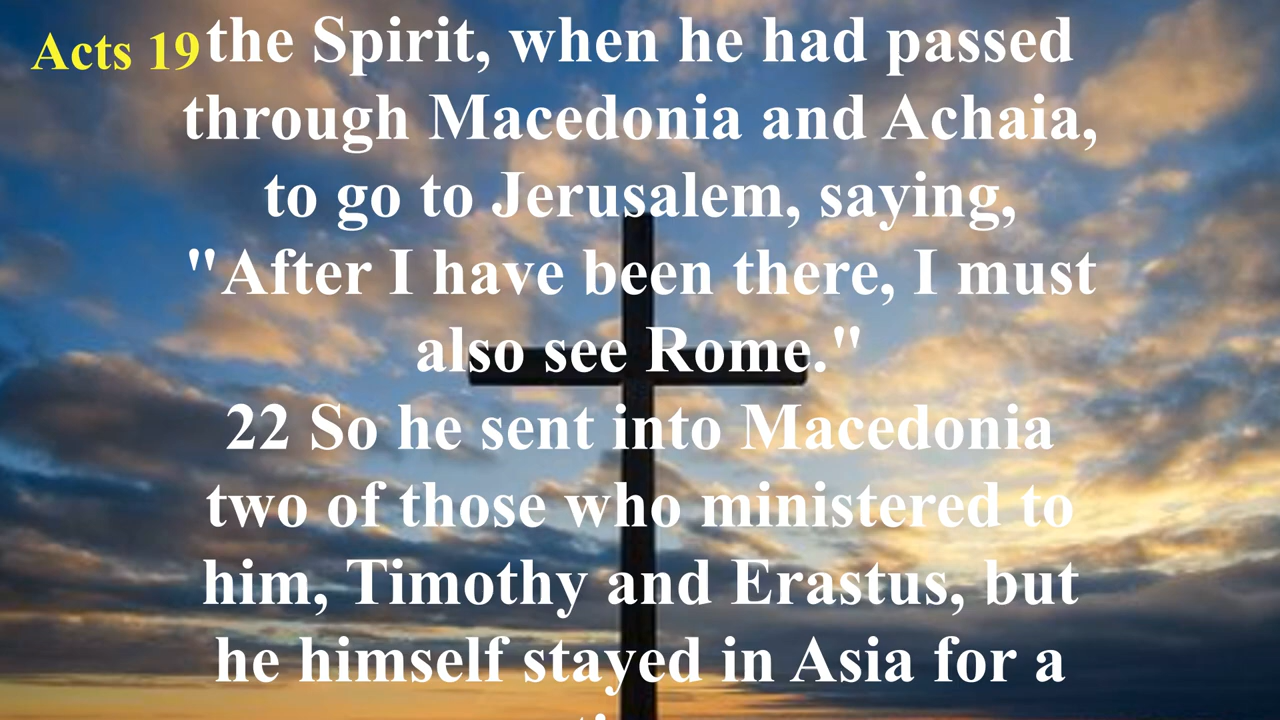 Acts 19
the Spirit, when he had passed
through Macedonia and Achaia,
to go to Jerusalem, saying,
"After I have been there, I must
also see Rome."
22 So he sent into Macedonia
two of those who ministered to
him, Timothy and Erastus, but
he himself stayed in Asia for a